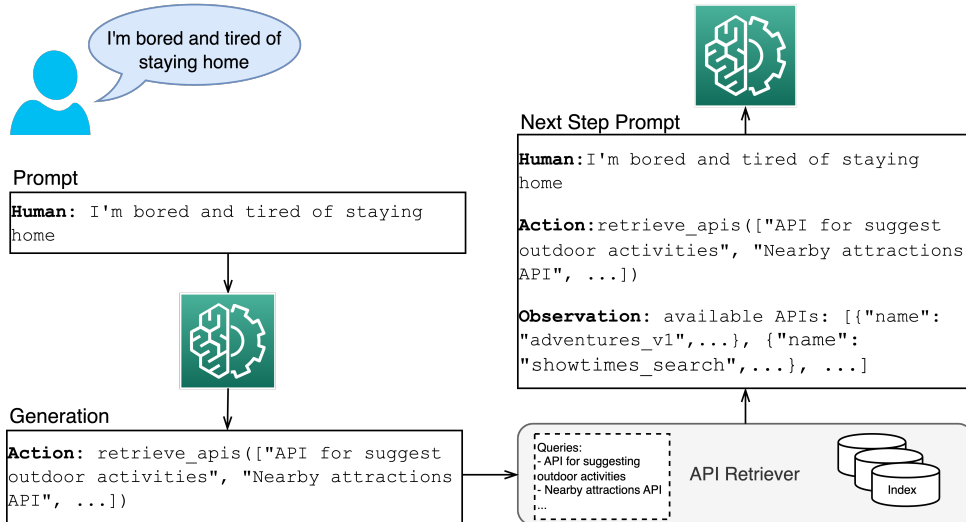 I'm bored and tired of
staying home
Prompt
Human: I'm bored and tired of staying
home
Generation
Action: retrieve_apis(["API for suggest
outdoor activities", "Nearby attractions
API", ...])
Queries:
- API for suggesting
outdoor activities
- Nearby attractions API
...
API Retriever
Index
Next Step Prompt
Human:I'm bored and tired of staying
home
Action:retrieve_apis(["API for suggest
outdoor activities", "Nearby attractions
API", ...])
Observation: available APIs: [{"name":
"adventures_v1",...}, {"name":
"showtimes_search",...}, ...]